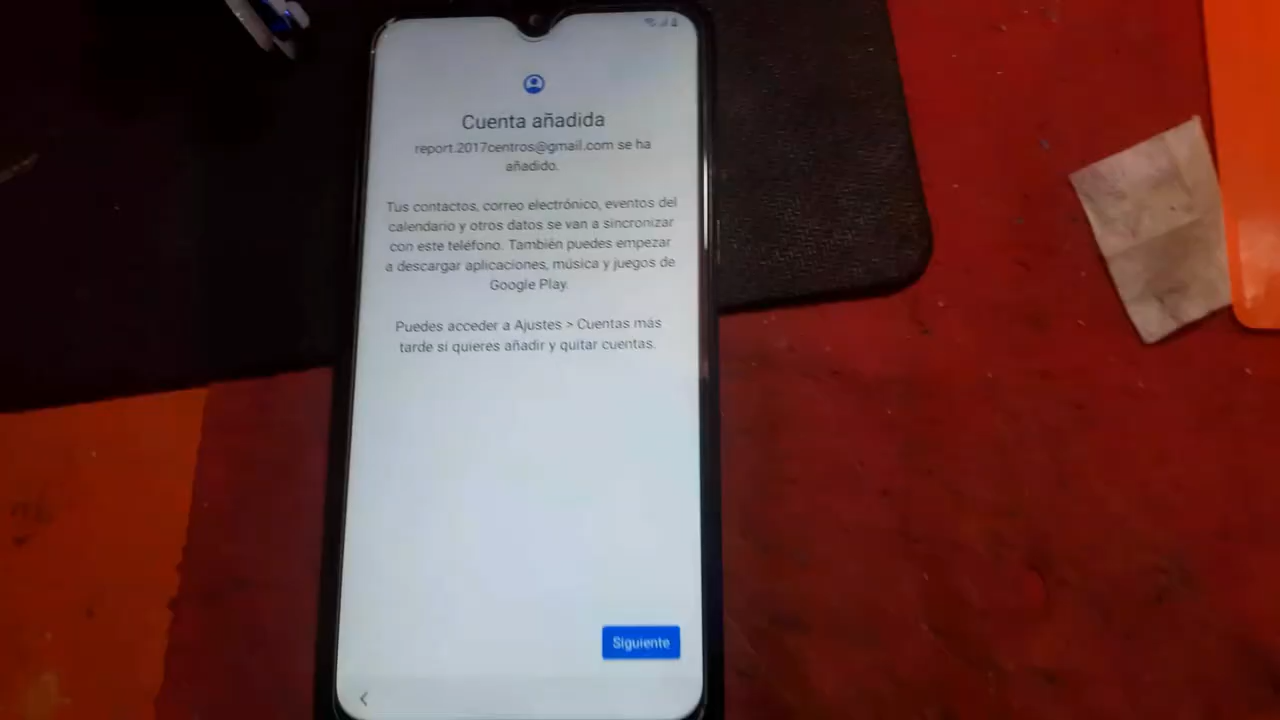 Cuenta añadida
report.2017centros@gmail.com se ha
añadido.
Tus contactos, correo electrónico, eventos del
calendario y otros datos se van a sincronizar
con este teléfono. También puedes empezar
a descargar aplicaciones, música y juegos de
Google Play.
Puedes acceder a Ajustes > Cuentas más
tarde si quieres añadir y quitar cuentas.
Siguiente